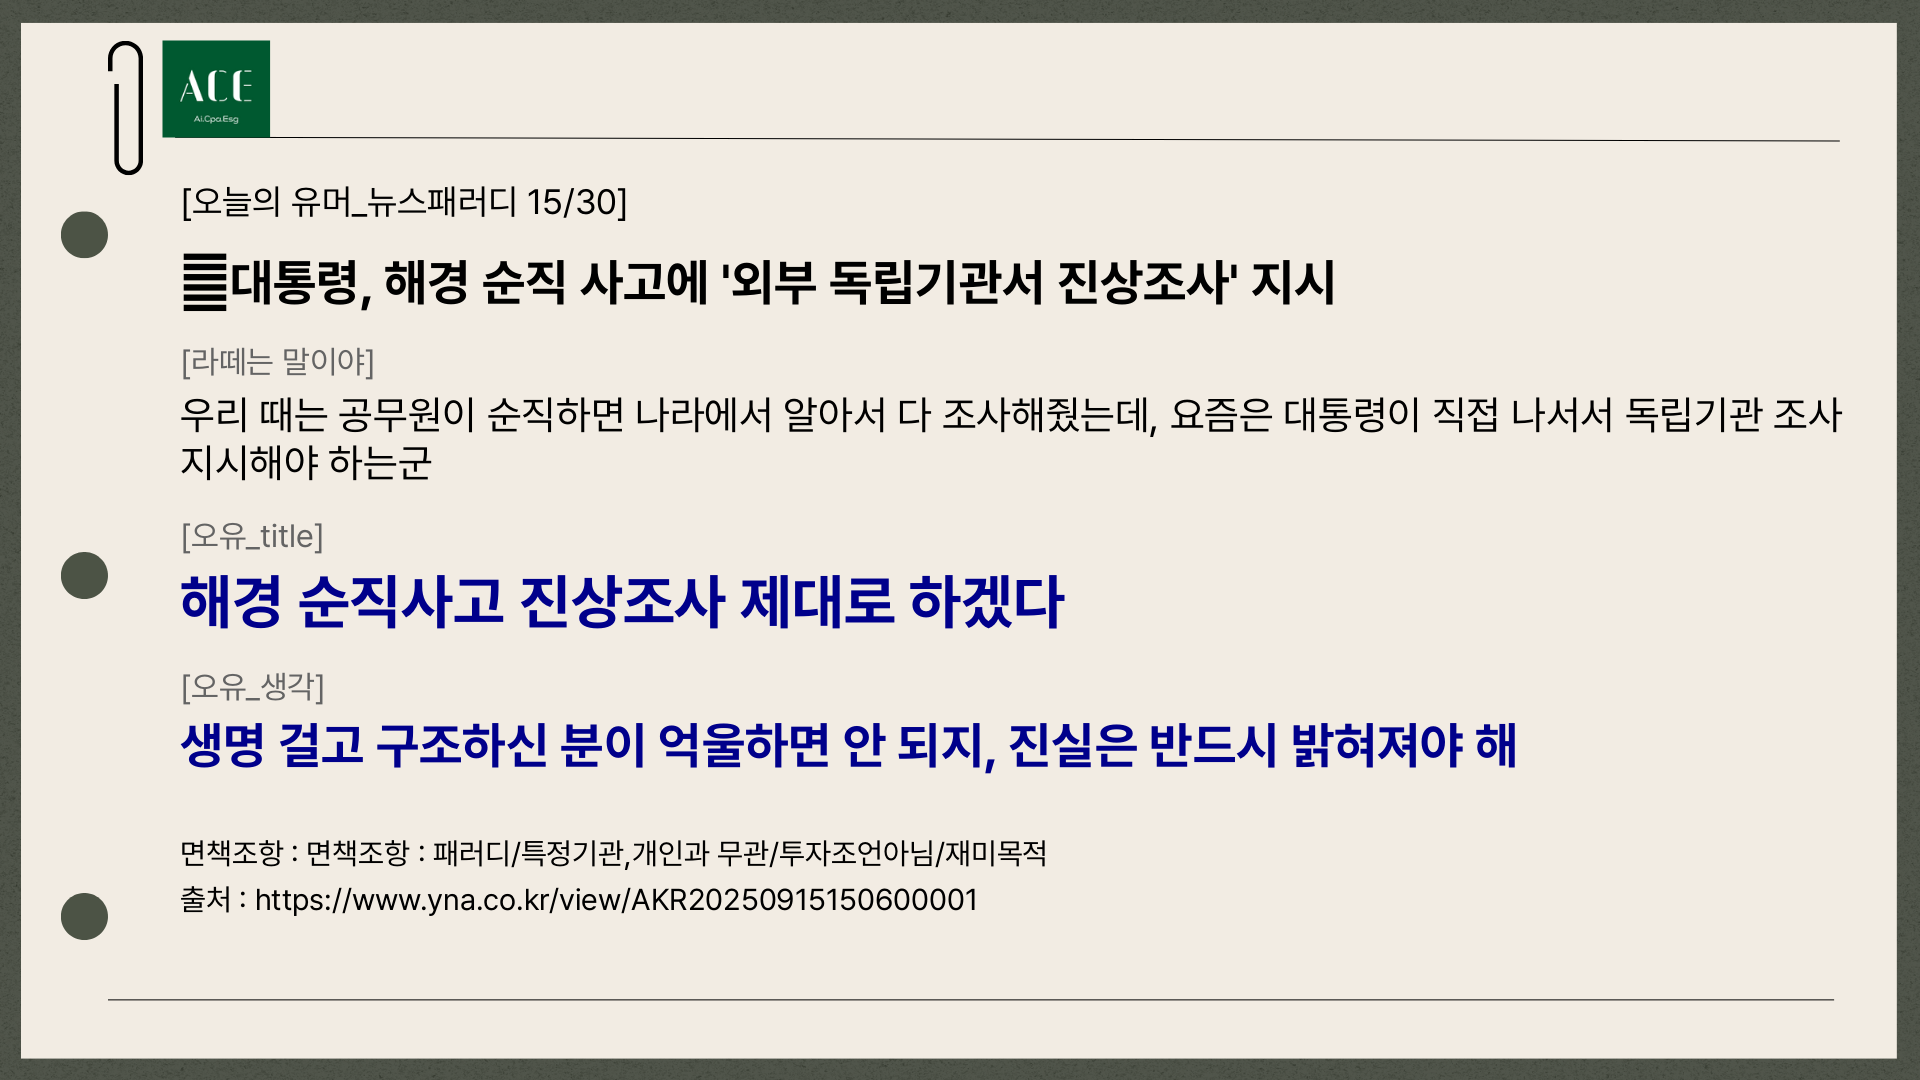 ACE
Ai.Cpa.Esg
[오늘의 유머_뉴스패러디 15/30]
대통령, 해경 순직 사고에 '외부 독립기관서 진상조사' 지시
[라떼는 말이야]
우리 때는 공무원이 순직하면 나라에서 알아서 다 조사해줬는데, 요즘은 대통령이 직접 나서서 독립기관 조사
지시해야 하는군
[오유_title]
해경 순직사고 진상조사 제대로 하겠다
[오유_생각]
생명 걸고 구조하신 분이 억울하면 안 되지, 진실은 반드시 밝혀져야 해
면책조항 : 면책조항 : 패러디/특정기관,개인과 무관/투자조언아님/재미목적
출처 : https://www.yna.co.kr/view/AKR20250915150600001